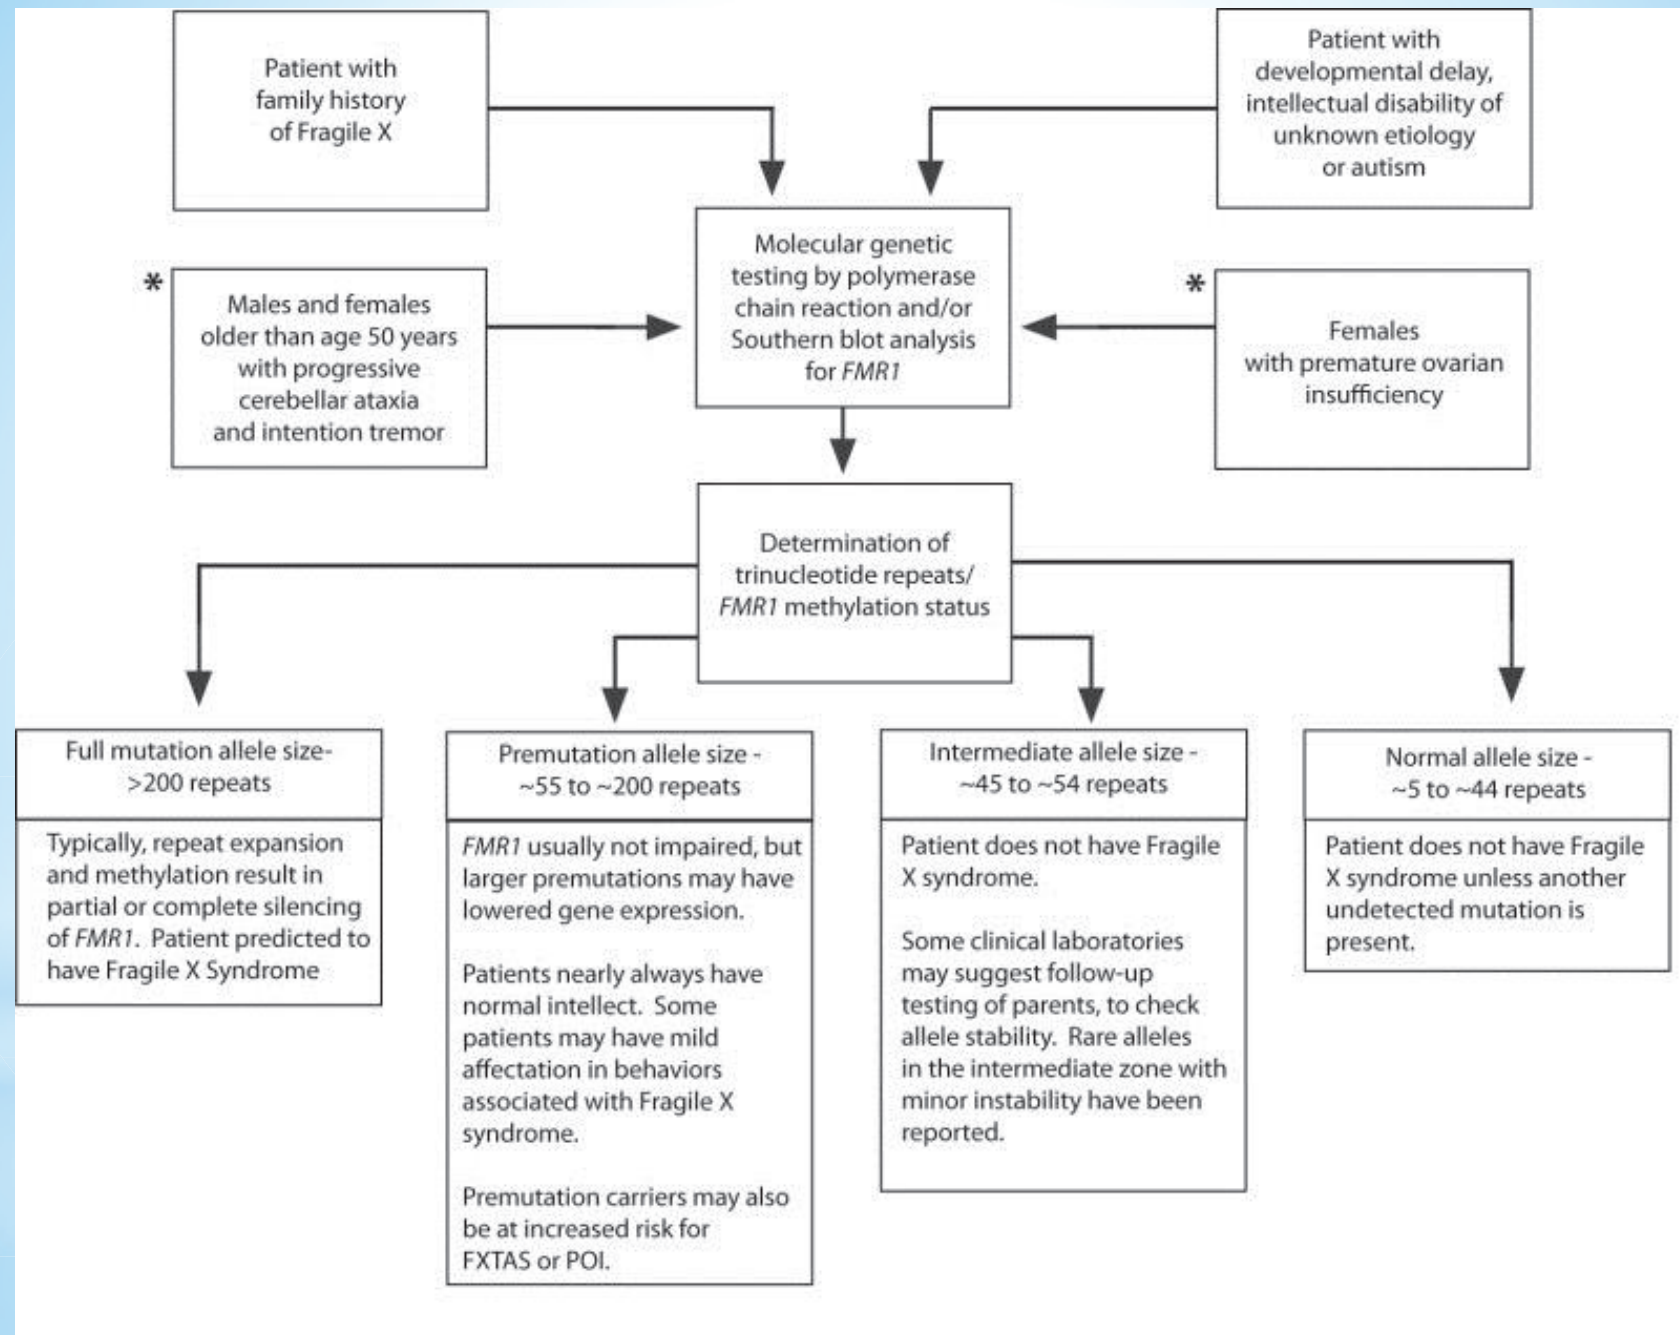 Patient with
family history
of Fragile X
Patient with
developmental delay,
intellectual disability of
unknown etiology
or autism
Molecular genetic
testing by polymerase
chain reaction and/or
Southern blot analysis
for FMR1
*
Males and females
older than age 50 years
with progressive
cerebellar ataxia
and intention tremor
*
Females
with premature ovarian
insufficiency
Determination of
trinucleotide repeats/
FMR1 methylation status
Full mutation allele size-
>200 repeats
Typically, repeat expansion
and methylation result in
partial or complete silencing
of FMR1. Patient predicted to
have Fragile X Syndrome
Premutation allele size -
~55 to ~200 repeats
FMR1 usually not impaired, but
larger premutations may have
lowered gene expression.
Patients nearly always have
normal intellect. Some
patients may have mild
affectation in behaviors
associated with Fragile X
syndrome.
Premutation carriers may also
be at increased risk for
FXTAS or POI.
Intermediate allele size -
~45 to ~54 repeats
Patient does not have Fragile
X syndrome.
Some clinical laboratories
may suggest follow-up
testing of parents, to check
allele stability. Rare alleles
in the intermediate zone with
minor instability have been
reported.
Normal allele size -
~5 to ~44 repeats
Patient does not have Fragile
X syndrome unless another
undetected mutation is
present.